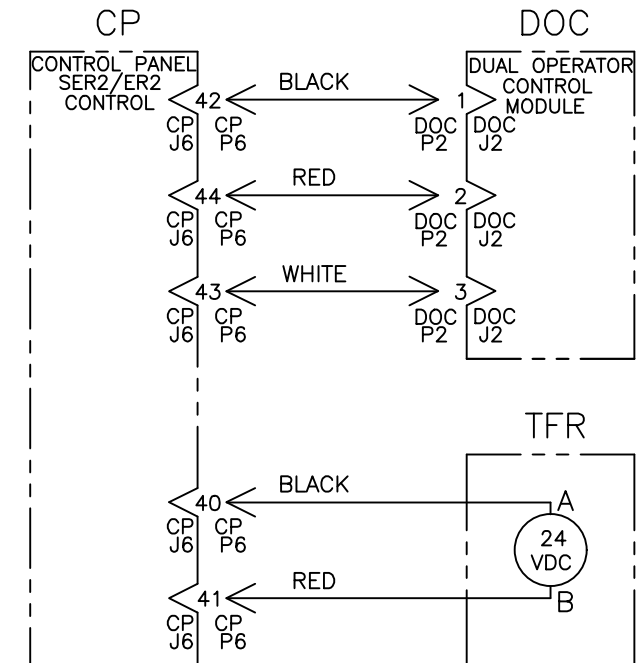 CP
DOC
CONTROL PANEL
SER2/ER2
CONTROL
DUAL OPERATOR
CONTROL
MODULE
42
BLACK
1
CP
J6
CP
P6
DOC
P2
DOC
J2
44
RED
2
CP
J6
CP
P6
DOC
P2
DOC
J2
43
WHITE
3
CP
J6
CP
P6
DOC
P2
DOC
J2
TFR
40
BLACK
A
CP
J6
CP
P6
24
VDC
41
RED
B
CP
J6
CP
P6